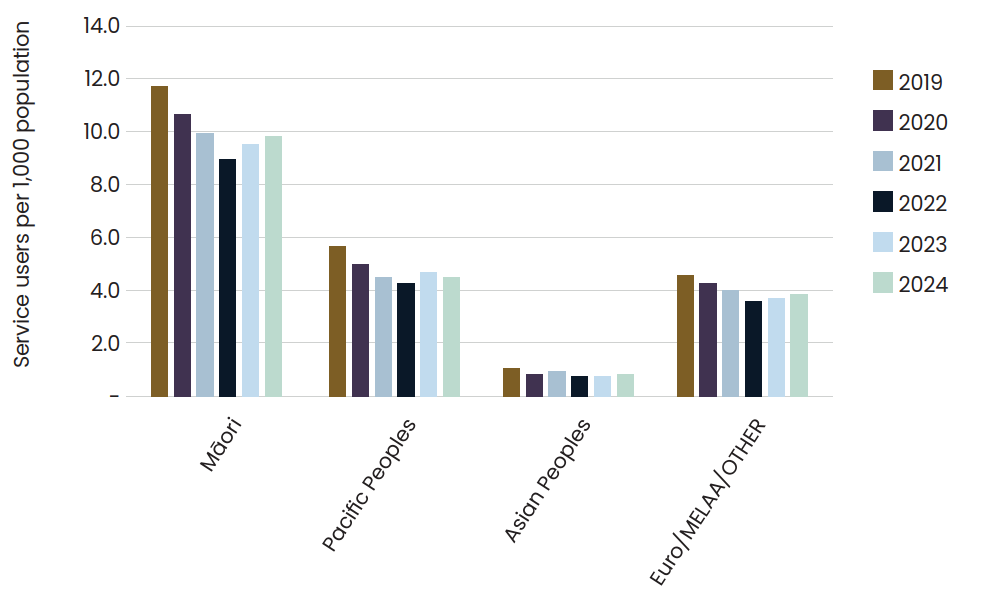 Service users per 1,000 population
14.0
12.0
10.0
8.0
6.0
4.0
2.0
–
Māori
Pacific Peoples
Asian Peoples
Euro/MELAA/OTHER
2019
2020
2021
2022
2023
2024